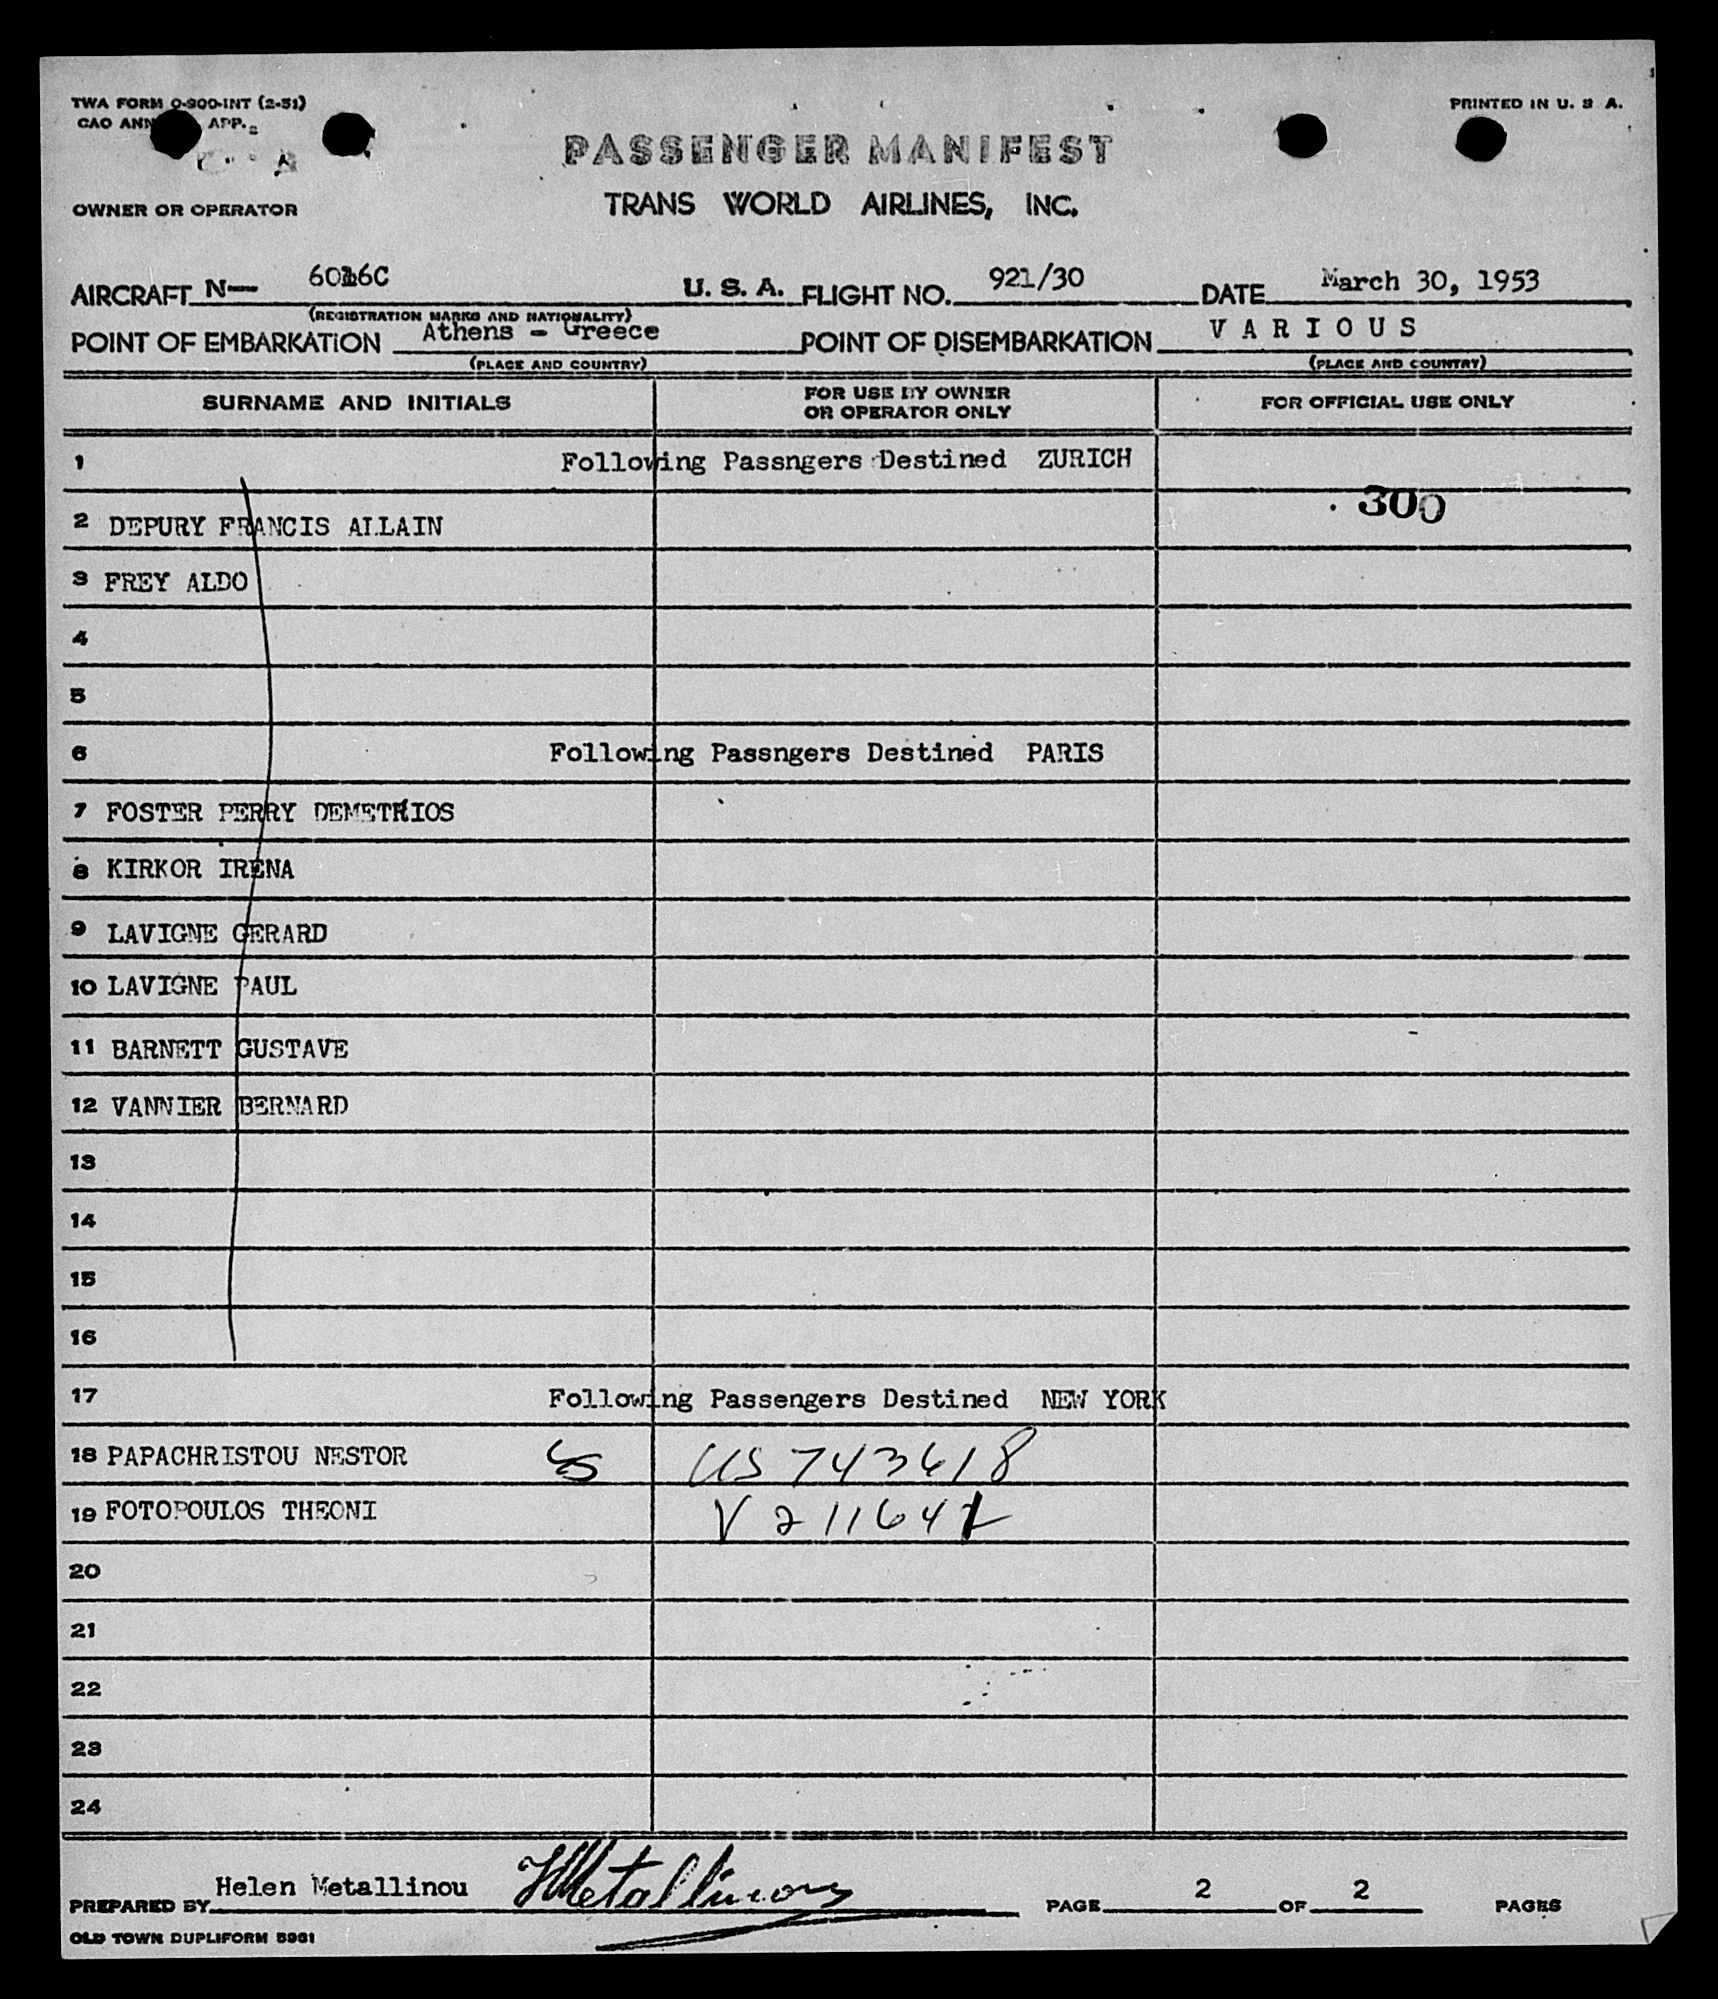 TWA FORM O-900-INT (2-51) PRINTED IN U. S. A.
CAO APP.
PASSENGER MANIFEST
OWNER OR OPERATOR TRANS WORLD AIRLINES, INC.
AIRCRAFT N— 6016C U. S. A. FLIGHT NO. 921/30 DATE March 30, 1953
(REGISTRATION MARKS AND NATIONALITY)
POINT OF EMBARKATION Athens - Greece POINT OF DISEMBARKATION V A R I O U S
(PLACE AND COUNTRY) (PLACE AND COUNTRY)
SURNAME AND INITIALS FOR USE BY OWNER OR OPERATOR ONLY FOR OFFICIAL USE ONLY
1 Following Passngers Destined ZURICH
300
2 DEPURY FRANCIS ALLAIN
3 FREY ALDO
4
5
6 Following Passngers Destined PARIS
7 FOSTER PERRY DEMETRIOS
8 KIRKOR IRENA
9 LAVIGNE GERARD
10 LAVIGNE PAUL
11 BARNETT GUSTAVE
12 VANNIER BERNARD
13
14
15
16
17 Following Passengers Destined NEW YORK
18 PAPACHRISTOU NESTOR US 743618
19 FOTOPOULOS THEONI
20
21
22
23
24
PREPARED BY Helen Metallinou HMetallinou PAGE 2 OF 2 PAGES
OLD TOWN DUPLIFORM 5961